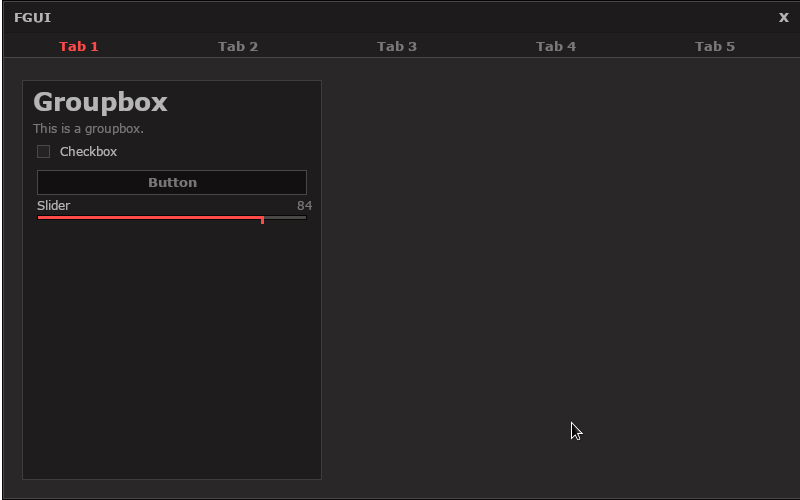 FGUI X
Tab 1 Tab 2 Tab 3 Tab 4 Tab 5
Groupbox
This is a groupbox.
Checkbox
Button
Slider 84